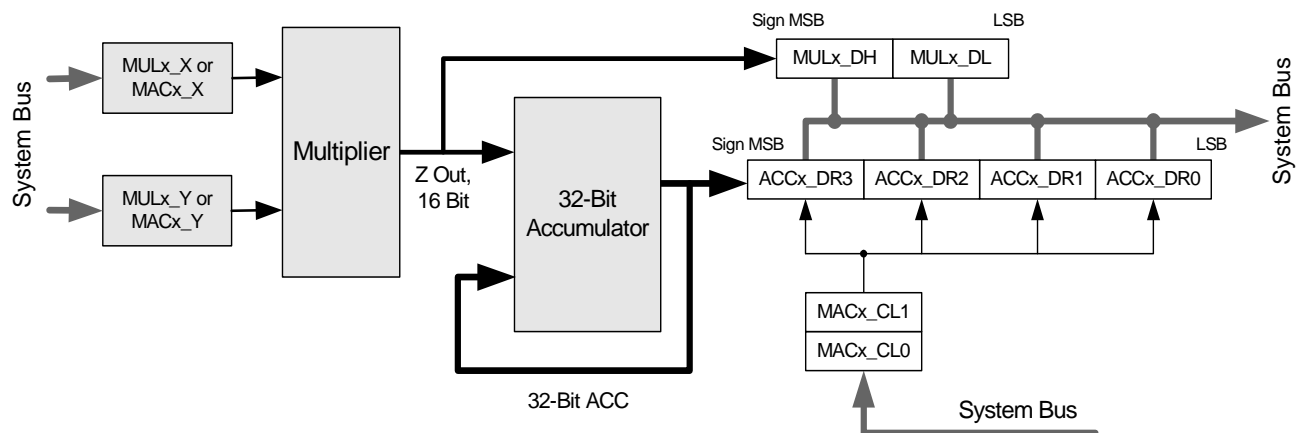 Sign MSB
LSB
System Bus
MULx_X or
MACx_X
MULx_Y or
MACx_Y
Multiplier
Z Out,
16 Bit
32-Bit
Accumulator
32-Bit ACC
MULx_DH
MULx_DL
System Bus
Sign MSB
LSB
ACCx_DR3
ACCx_DR2
ACCx_DR1
ACCx_DR0
MACx_CL1
MACx_CL0
System Bus